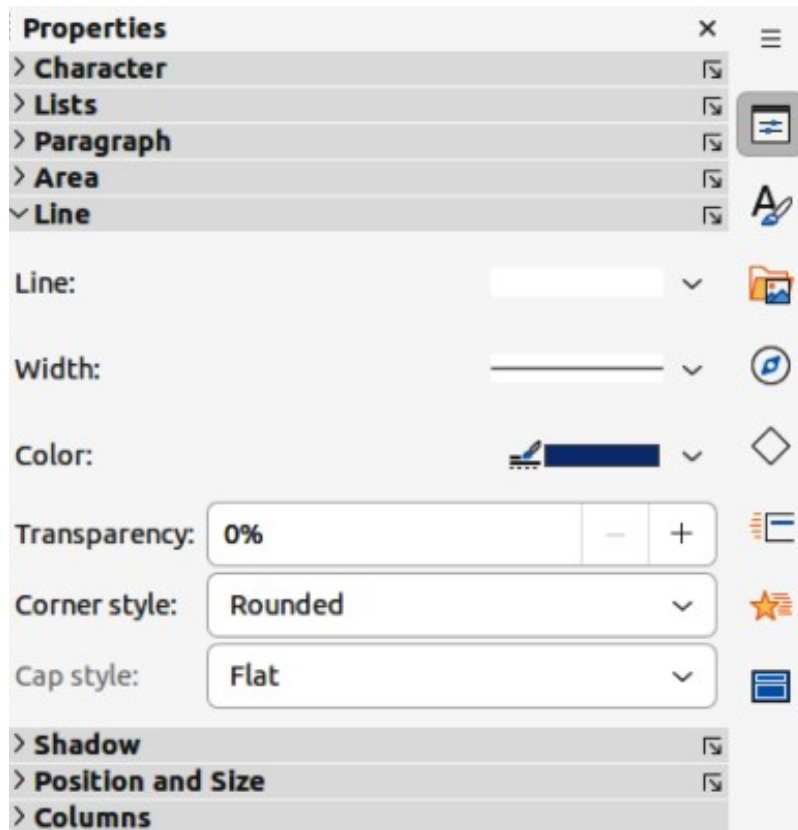 Properties
Character
Lists
Paragraph
Area
Line
Line:
Width:
Color:
Transparency: 0%
Corner style: Rounded
Cap style: Flat
Shadow
Position and Size
Columns